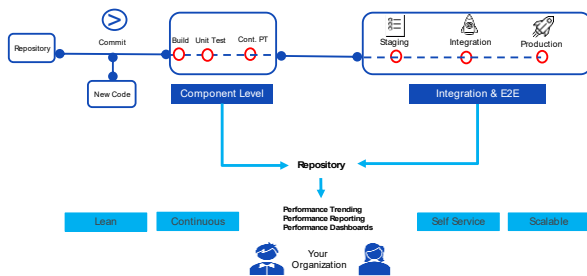 Commit
Repository
New Code
Build
Unit Test
Cont. PT
Staging
Integration
Production
Component Level
Integration & E2E
Repository
Performance Trending
Performance Reporting
Performance Dashboards
Lean
Continuous
Self Service
Scalable
Your
Organization